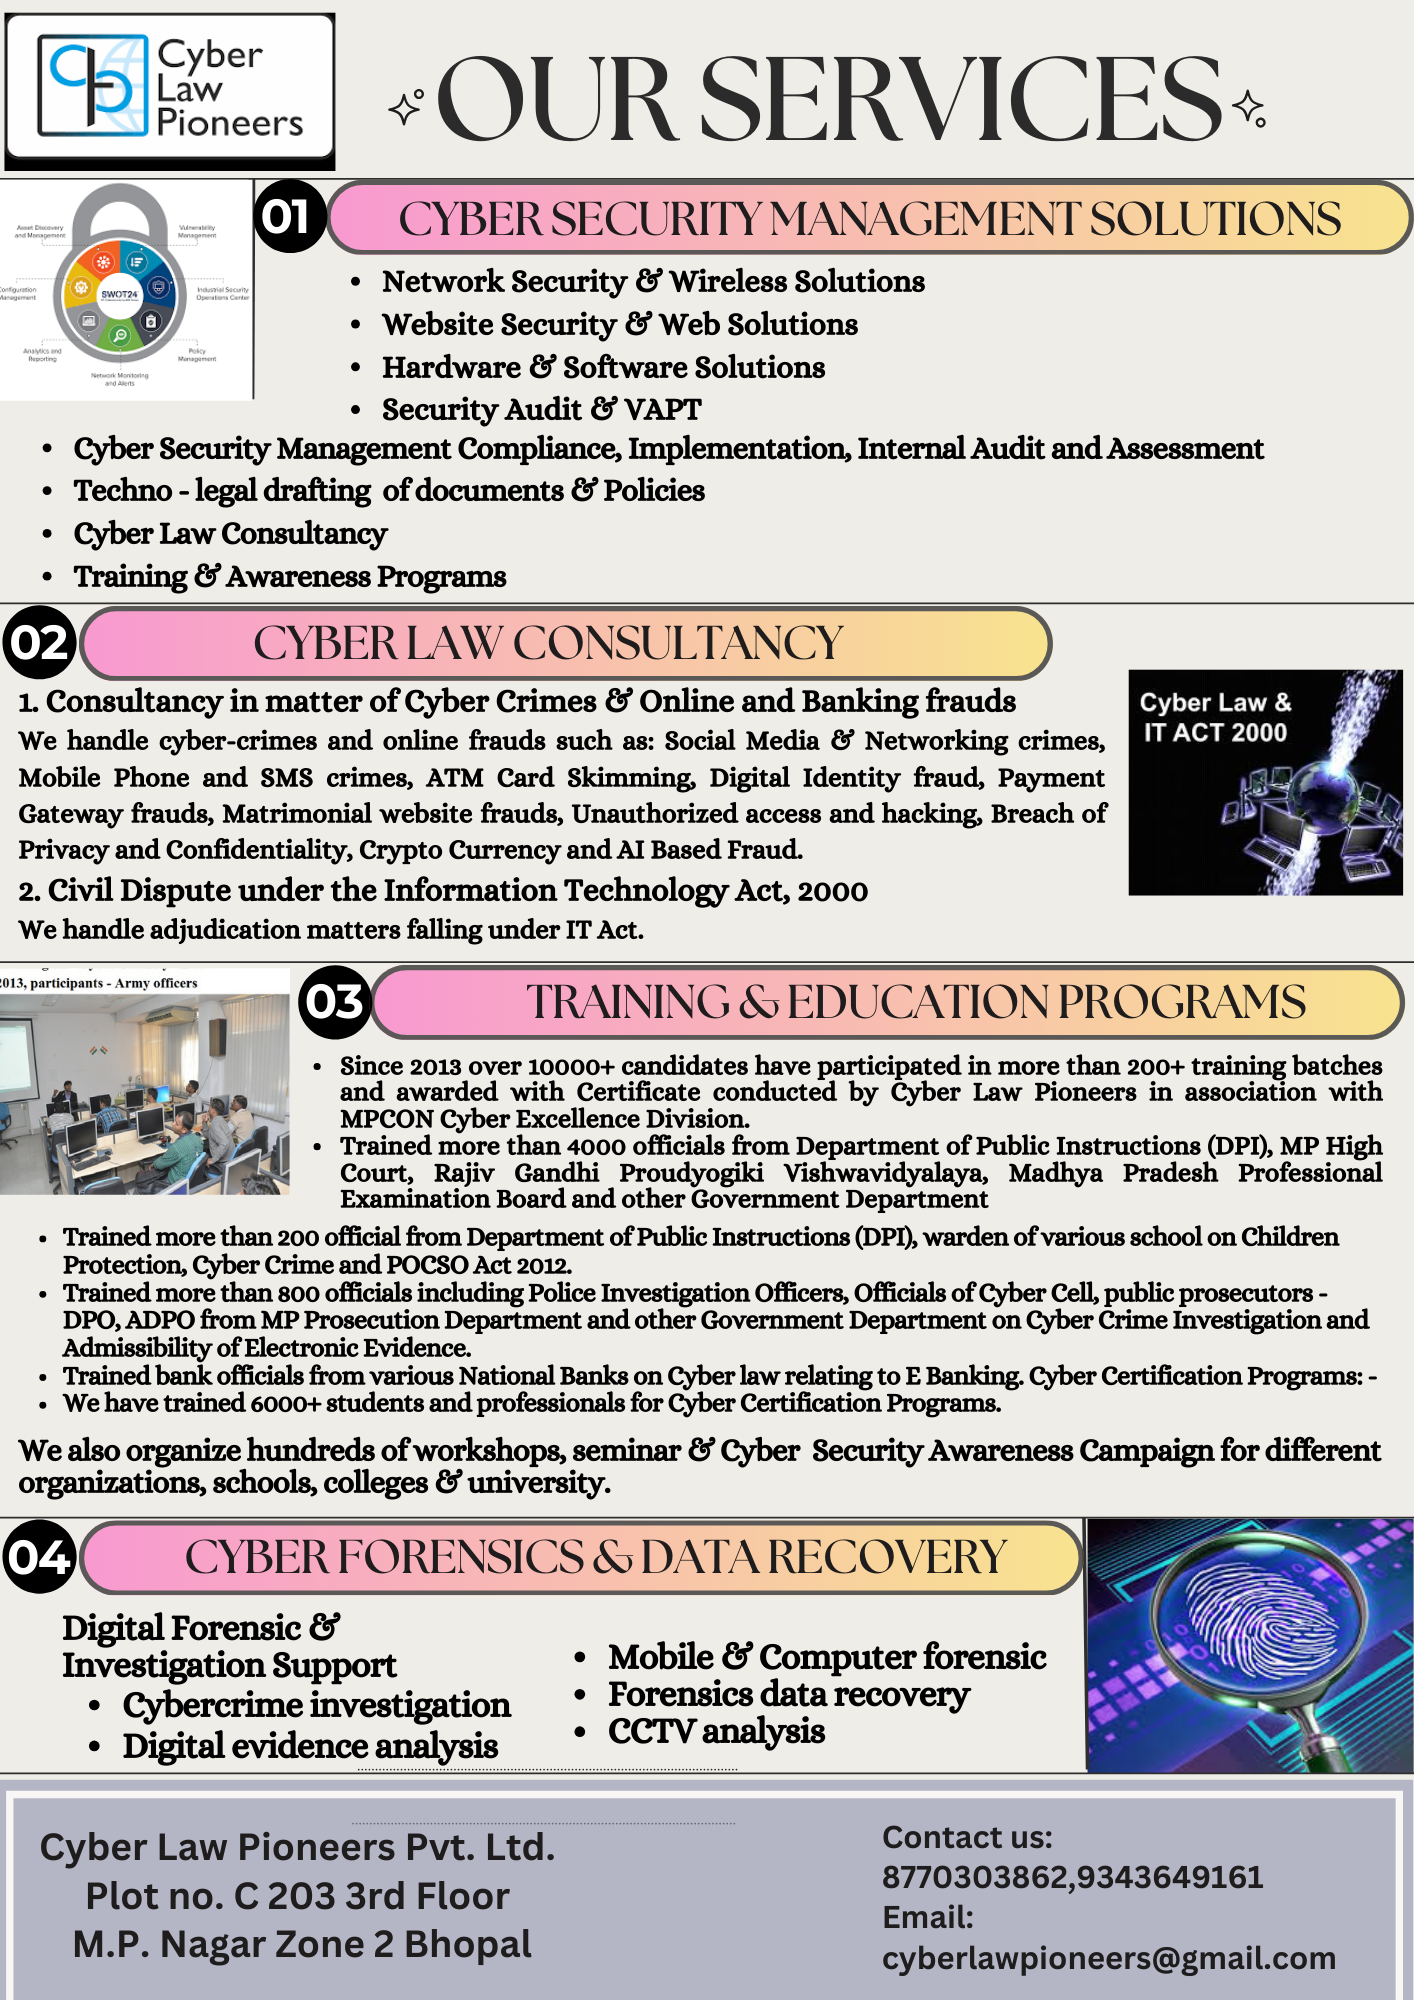 Cyber
Law
Pioneers
OUR SERVICES
Asset Discovery
and Management
Vulnerability
Management
Configuration
Management
Industrial Security
Operations Center
SWOT24
Analytics and
Reporting
Policy
Management
Network Monitoring
and Alerts
01
CYBER SECURITY MANAGEMENT SOLUTIONS
• Network Security & Wireless Solutions
• Website Security & Web Solutions
• Hardware & Software Solutions
• Security Audit & VAPT
• Cyber Security Management Compliance, Implementation, Internal Audit and Assessment
• Techno - legal drafting of documents & Policies
• Cyber Law Consultancy
• Training & Awareness Programs
02
CYBER LAW CONSULTANCY
1. Consultancy in matter of Cyber Crimes & Online and Banking frauds
We handle cyber-crimes and online frauds such as: Social Media & Networking crimes,
Mobile Phone and SMS crimes, ATM Card Skimming, Digital Identity fraud, Payment
Gateway frauds, Matrimonial website frauds, Unauthorized access and hacking, Breach of
Privacy and Confidentiality, Crypto Currency and AI Based Fraud.
2. Civil Dispute under the Information Technology Act, 2000
We handle adjudication matters falling under IT Act.
Cyber Law &
IT ACT 2000
2013, participants - Army officers
03
TRAINING & EDUCATION PROGRAMS
• Since 2013 over 10000+ candidates have participated in more than 200+ training batches
and awarded with Certificate conducted by Cyber Law Pioneers in association with
MPCON Cyber Excellence Division.
• Trained more than 4000 officials from Department of Public Instructions (DPI), MP High
Court, Rajiv Gandhi Proudyogiki Vishwavidyalaya, Madhya Pradesh Professional
Examination Board and other Government Department
• Trained more than 200 official from Department of Public Instructions (DPI), warden of various school on Children
Protection, Cyber Crime and POCSO Act 2012.
• Trained more than 800 officials including Police Investigation Officers, Officials of Cyber Cell, public prosecutors -
DPO, ADPO from MP Prosecution Department and other Government Department on Cyber Crime Investigation and
Admissibility of Electronic Evidence.
• Trained bank officials from various National Banks on Cyber law relating to E Banking. Cyber Certification Programs: -
• We have trained 6000+ students and professionals for Cyber Certification Programs.
We also organize hundreds of workshops, seminar & Cyber Security Awareness Campaign for different
organizations, schools, colleges & university.
04
CYBER FORENSICS & DATA RECOVERY
Digital Forensic &
Investigation Support
• Cybercrime investigation
• Digital evidence analysis
• Mobile & Computer forensic
• Forensics data recovery
• CCTV analysis
Cyber Law Pioneers Pvt. Ltd.
Plot no. C 203 3rd Floor
M.P. Nagar Zone 2 Bhopal
Contact us:
8770303862,9343649161
Email:
cyberlawpioneers@gmail.com